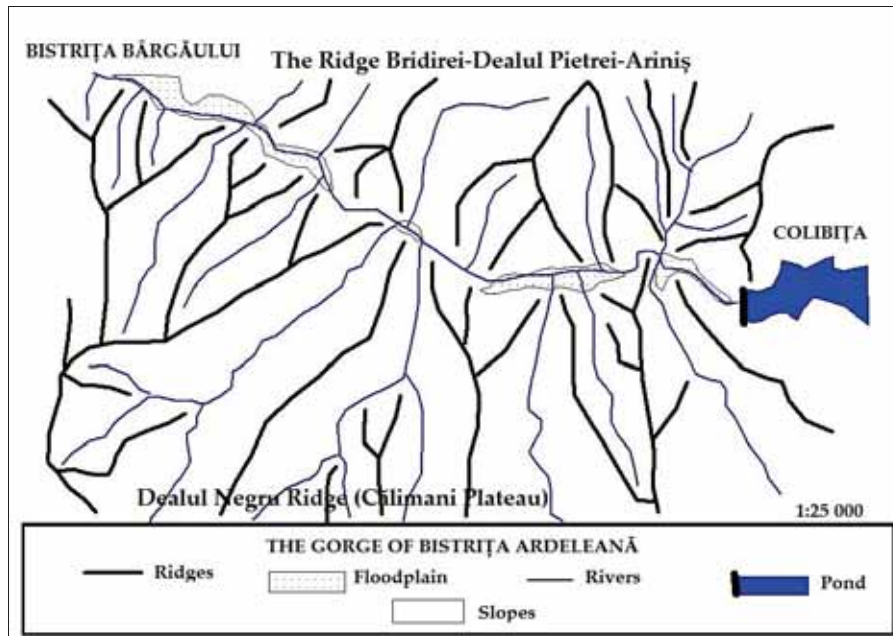 BISTRIȚA BÂRGĂULUI
The Ridge Bridirei-Dealul Pietrei-Ariniș
COLIBIȚA
Dealul Negru Ridge (Călimani Plateau)
1:25 000
THE GORGE OF BISTRIȚA ARDELEANĂ
Ridges Floodplain Rivers Pond
Slopes